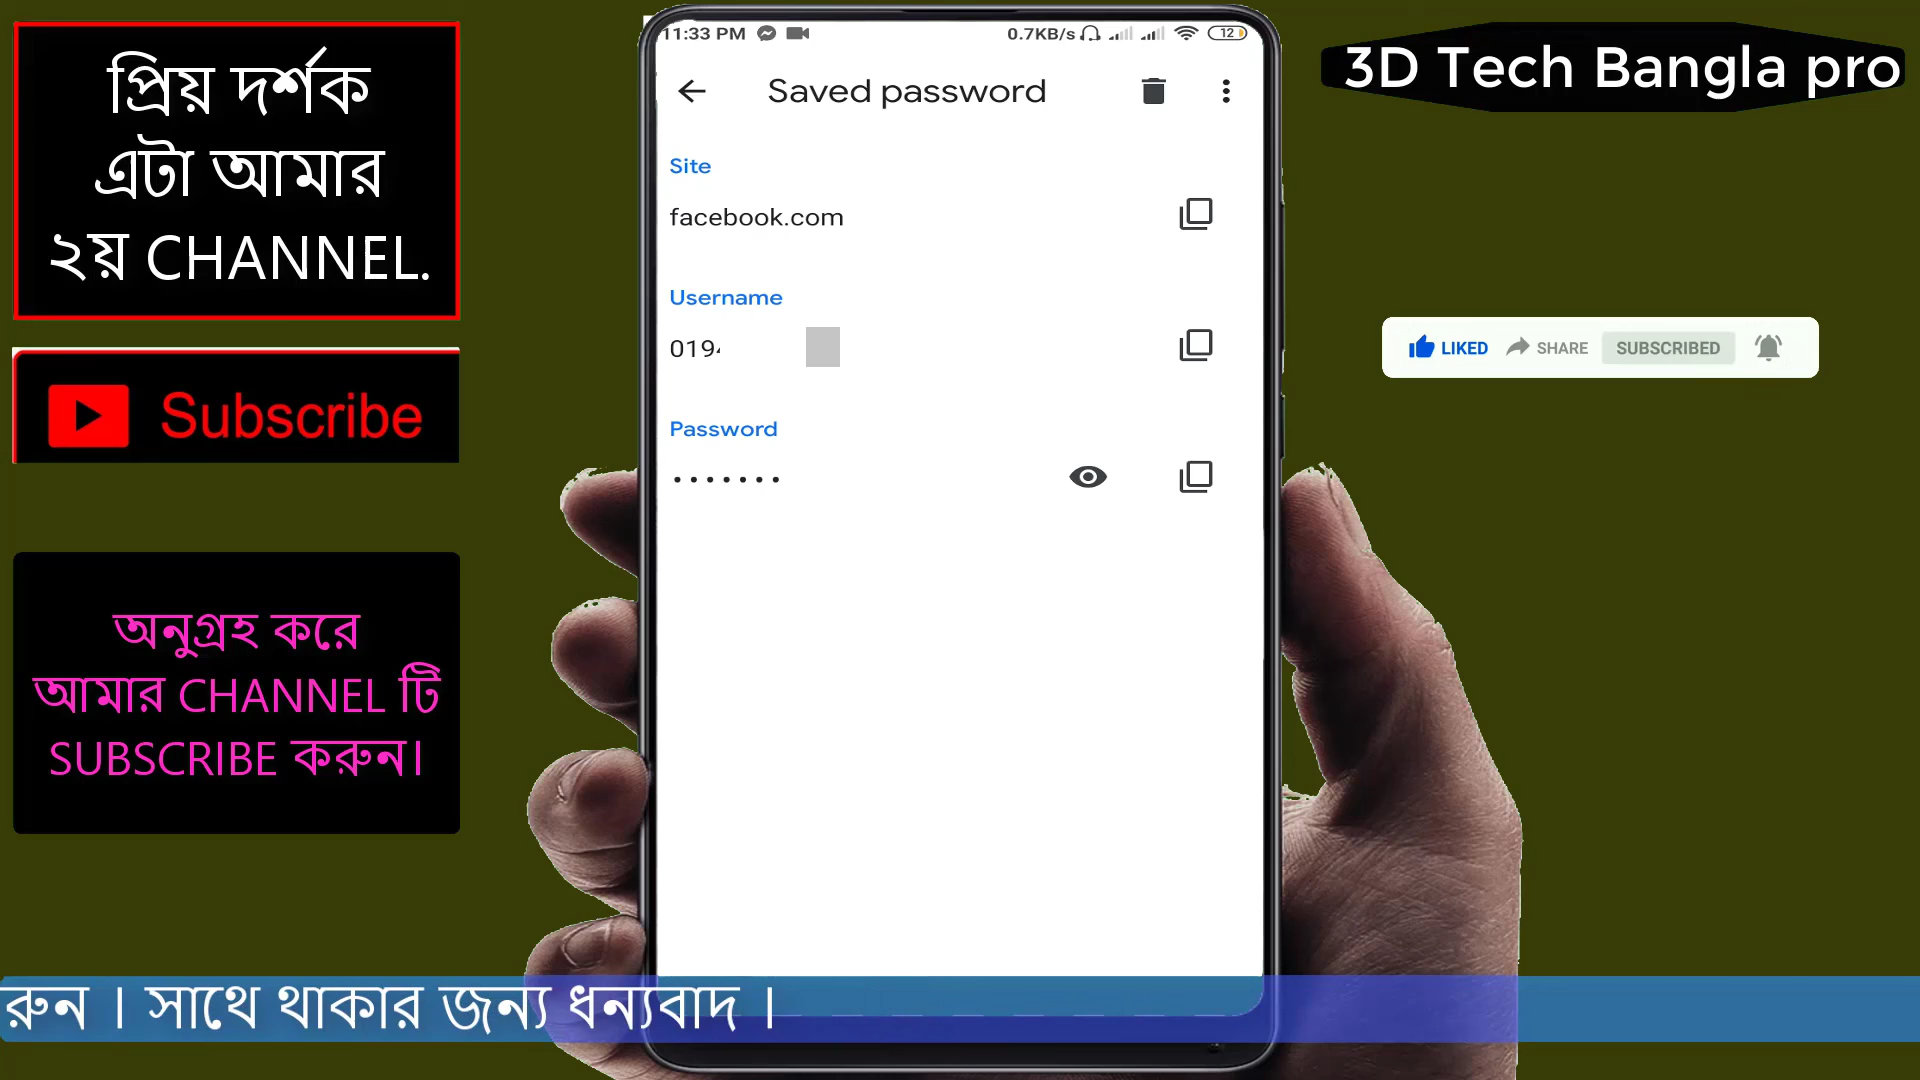 প্রিয় দর্শক
এটা আমার
২য় CHANNEL.
Subscribe
অনুগ্রহ করে
আমার CHANNEL টি
SUBSCRIBE করুন।
11:33 PM
0.7KB/s
12
Saved password
Site
facebook.com
Username
019
Password
•••••••
3D Tech Bangla pro
LIKED SHARE SUBSCRIBED
রুন । সাথে থাকার জন্য ধন্যবাদ ।